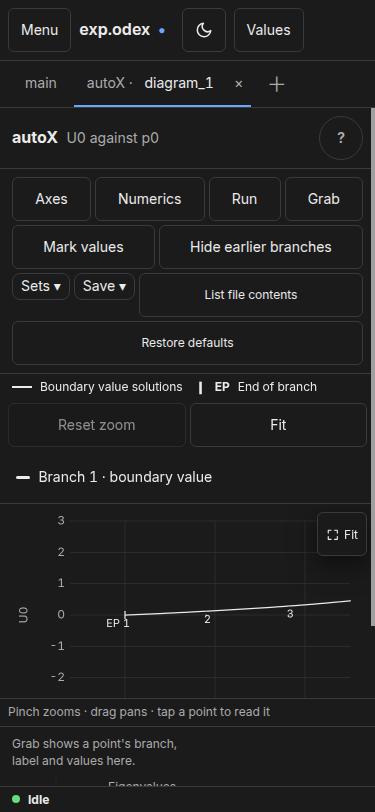 Menu exp.odex Values
main autoX · diagram_1 × +
autoX U0 against p0 ?
Axes Numerics Run Grab
Mark values Hide earlier branches
Sets ▾ Save ▾ List file contents
Restore defaults
Boundary value solutions EP End of branch
Reset zoom Fit
Branch 1 · boundary value
Fit
3
2
1
0
-1
-2
U0
EP 1
2
3
Pinch zooms · drag pans · tap a point to read it
Grab shows a point's branch,
label and values here.
Eigenvalues
Idle